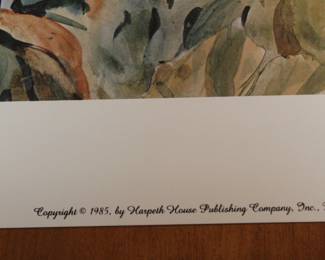 Copyright © 1985, by Harpeth House Publishing Company, Inc.,